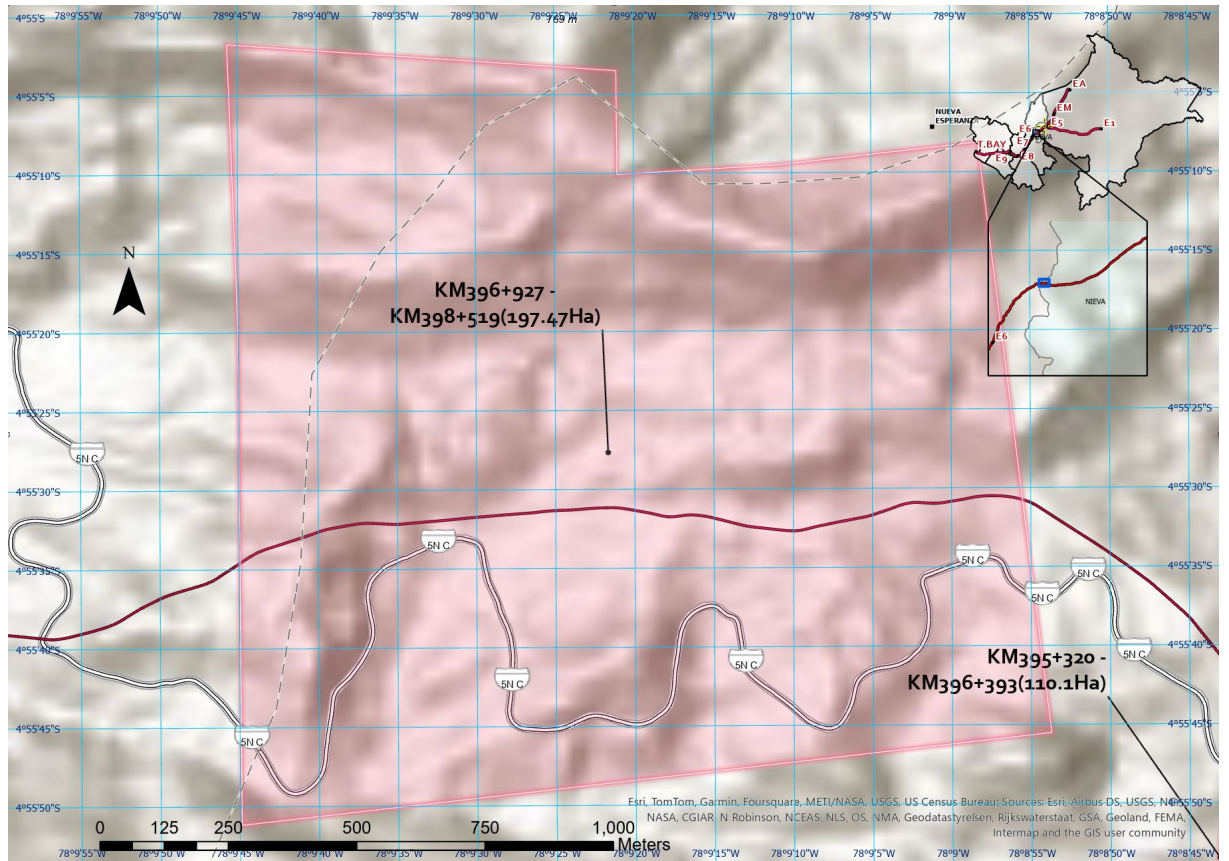 4°55'S
78°9'55"S
78°9'45"S
78°9'40"S
78°9'35"S
78°9'30"S
78°9'25"S
769 m
78°9'20"S
78°9'15"S
78°9'10"S
78°9'5"S
78°9'S
78°8'55"S
78°8'50"S
78°8'45"S
4°55'5"S
4°55'5"S
EA
EM
E5
E1
E6
E7
T.BAY
E9
E8
NUEVA
4°55'10"S
4°55'10"S
N
4°55'15"S
4°55'15"S
KM396+927 -
KM398+519(197.47Ha)
NIEVA
E6
4°55'20"S
4°55'20"S
4°55'25"S
4°55'25"S
5N C
4°55'30"S
4°55'30"S
5N C
5N C
5N C
5N C
4°55'35"S
4°55'35"S
4°55'40"S
4°55'40"S
5N C
5N C
5N C
KM395+320 -
KM396+393(110.1Ha)
4°55'45"S
4°55'45"S
5N C
4°55'50"S
4°55'50"S
Esri, TomTom, Garmin, Foursquare, METI/NASA, USGS, US Census Bureau; Sources: Esri, Airbus DS, USGS,
NASA, CGIAR, N Robinson, NCEAS, NLS, OS, NMA, Geodatastyrelsen, Rijkswaterstaat, GSA, Geoland, FEMA,
Intermap and the GIS user community
0 125 250 500 750 1,000
Meters
78°9'55"S
78°9'50"S
78°9'45"S
78°9'40"S
78°9'35"S
78°9'30"S
78°9'25"S
78°9'20"S
78°9'15"S
78°9'10"S
78°9'5"S
78°9'S
78°8'55"S
78°8'50"S
78°8'45"S